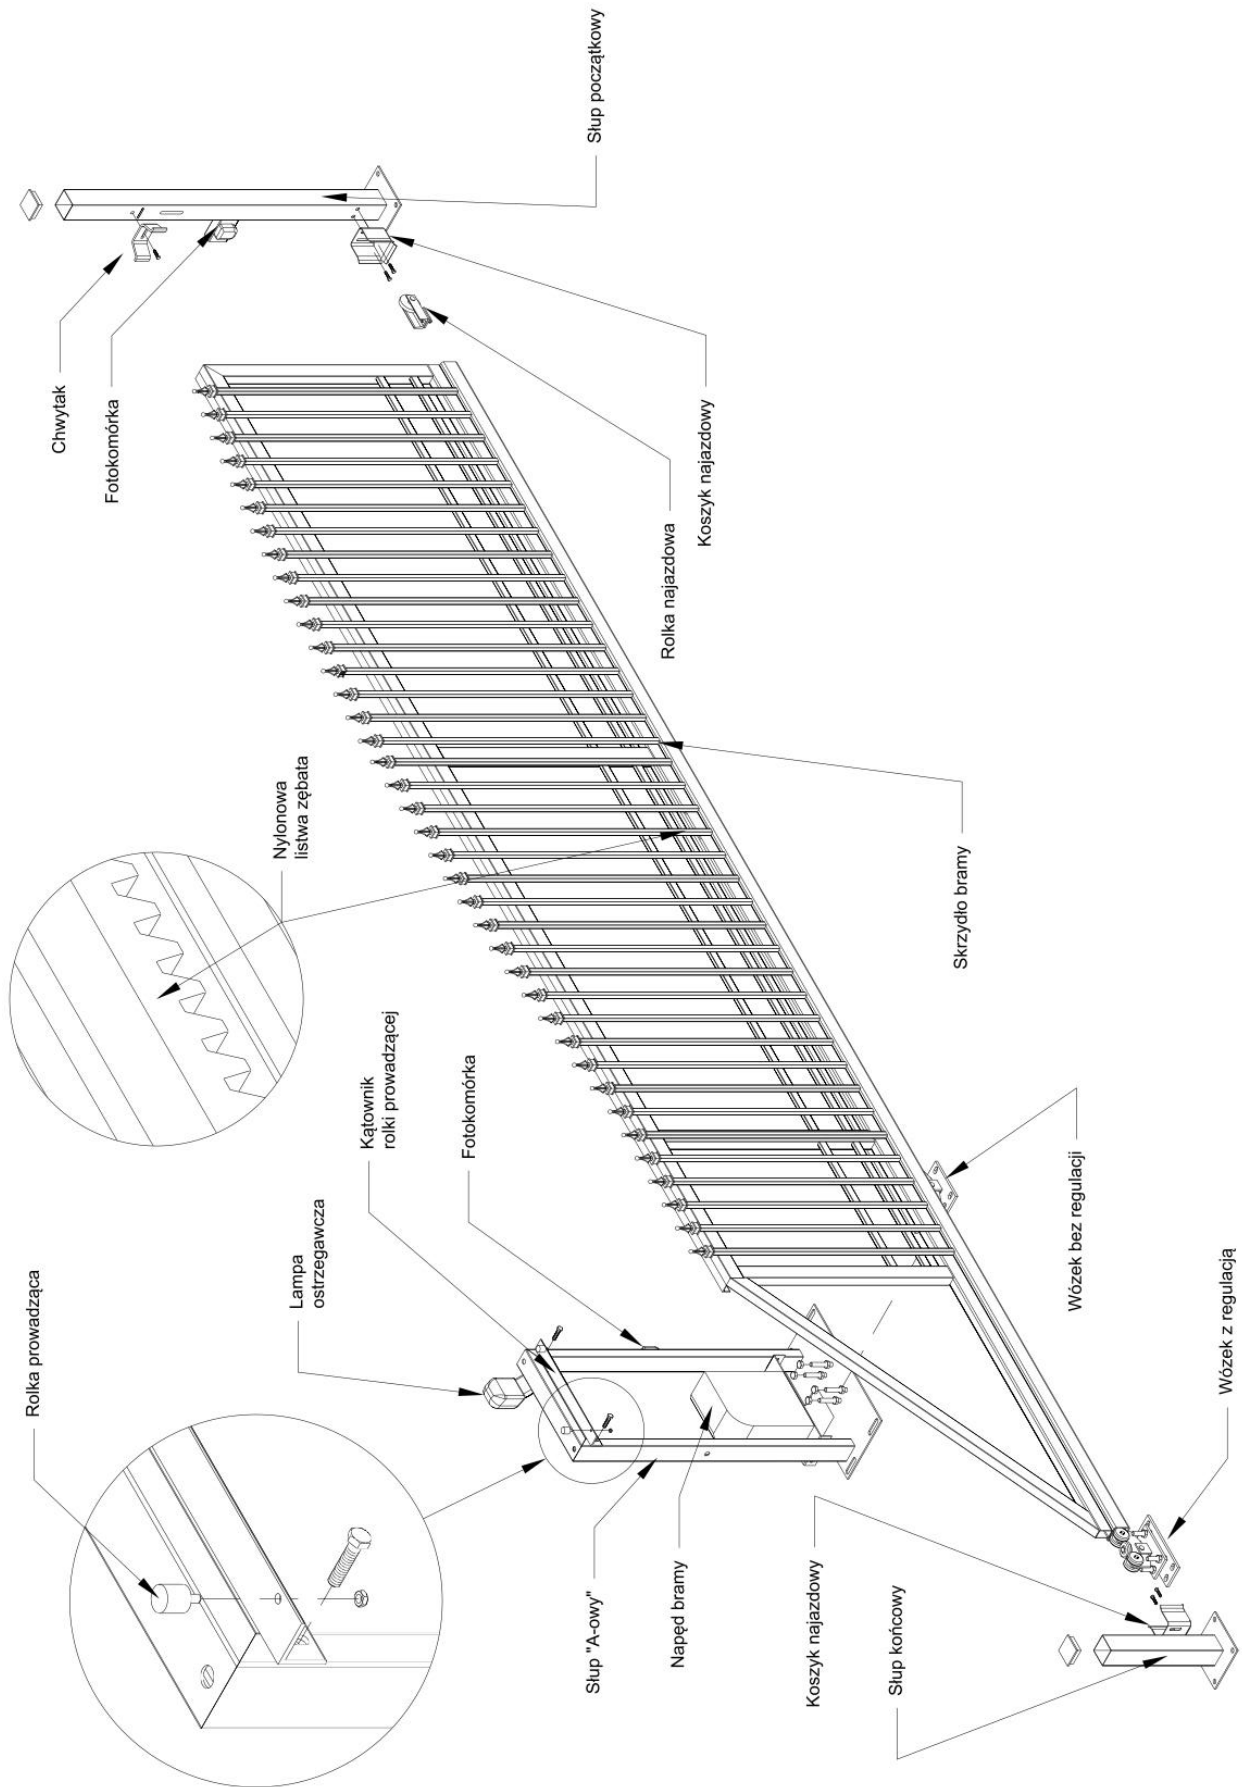 Słup początkowy
Chwytak
Fotokomórka
Koszyk najazdowy
Rolka najazdowa
Nylonowa
listwa zębata
Skrzydło bramy
Kątownik
rolki prowadzącej
Fotokomórka
Lampa
ostrzegawcza
Rolka prowadząca
Wózek bez regulacji
Wózek z regulacją
Słup "A-owy"
Napęd bramy
Koszyk najazdowy
Słup końcowy